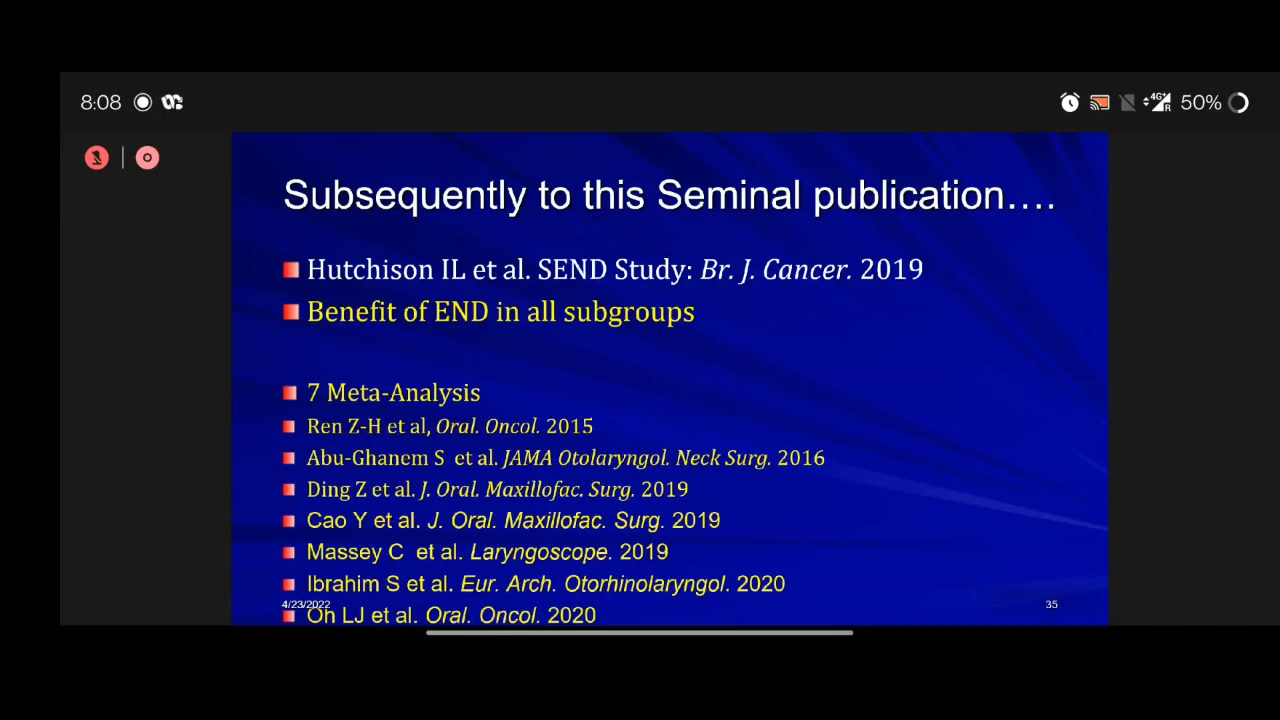 8:08
4G+
R
50%
Subsequently to this Seminal publication....
Hutchison IL et al. SEND Study: Br. J. Cancer. 2019
Benefit of END in all subgroups
7 Meta-Analysis
Ren Z-H et al, Oral. Oncol. 2015
Abu-Ghanem S et al. JAMA Otolaryngol. Neck Surg. 2016
Ding Z et al. J. Oral. Maxillofac. Surg. 2019
Cao Y et al. J. Oral. Maxillofac. Surg. 2019
Massey C et al. Laryngoscope. 2019
Ibrahim S et al. Eur. Arch. Otorhinolaryngol. 2020
4/23/2022
35
Oh LJ et al. Oral. Oncol. 2020